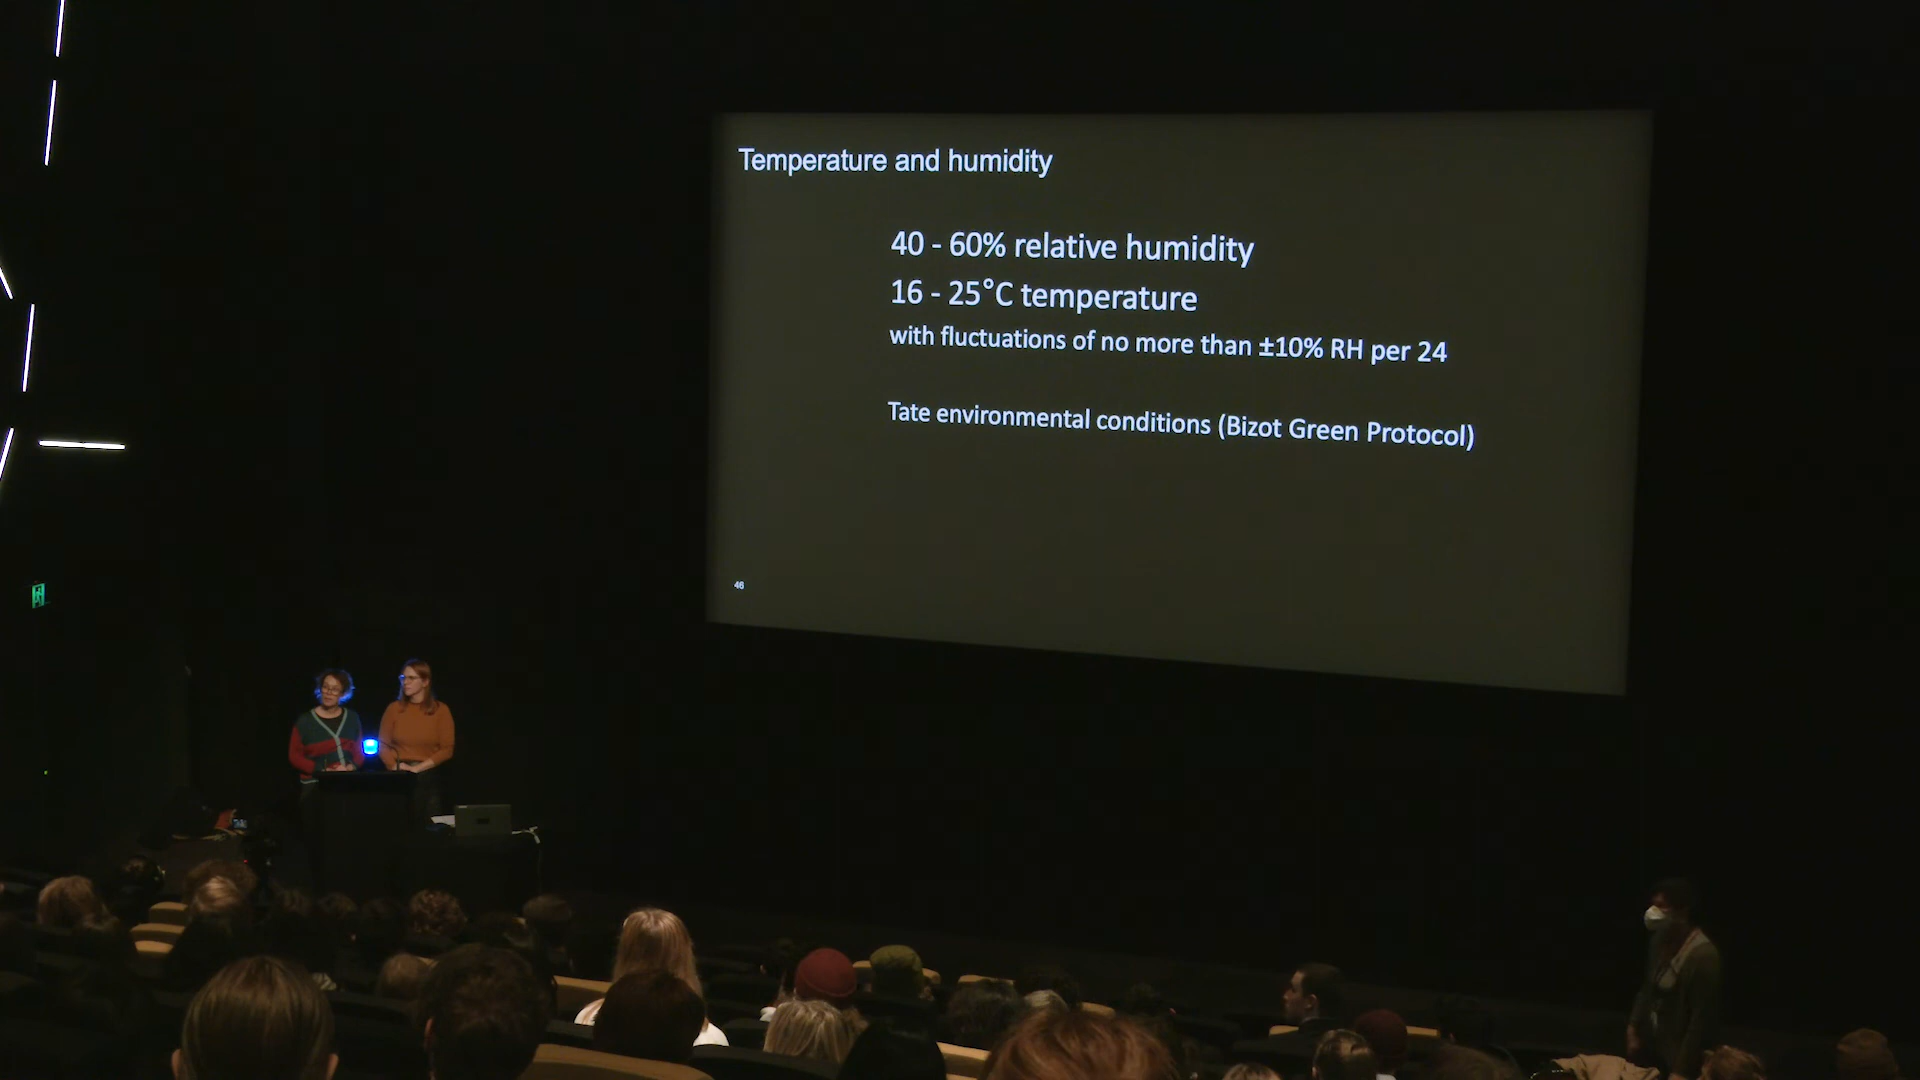 Temperature and humidity
40 - 60% relative humidity
16 - 25°C temperature
with fluctuations of no more than ±10% RH per 24
Tate environmental conditions (Bizot Green Protocol)
46